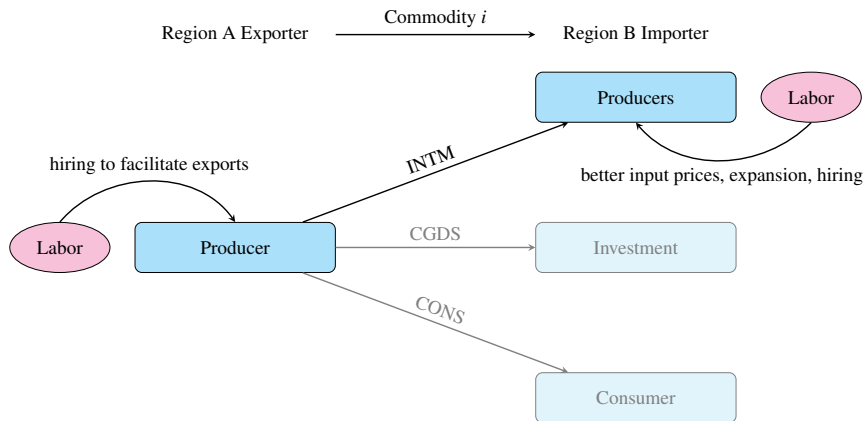 Commodity i
Region A Exporter
Region B Importer
Producers
Labor
INTM
hiring to facilitate exports
better input prices, expansion, hiring
Labor
Producer
CGDS
Investment
CONS
Consumer